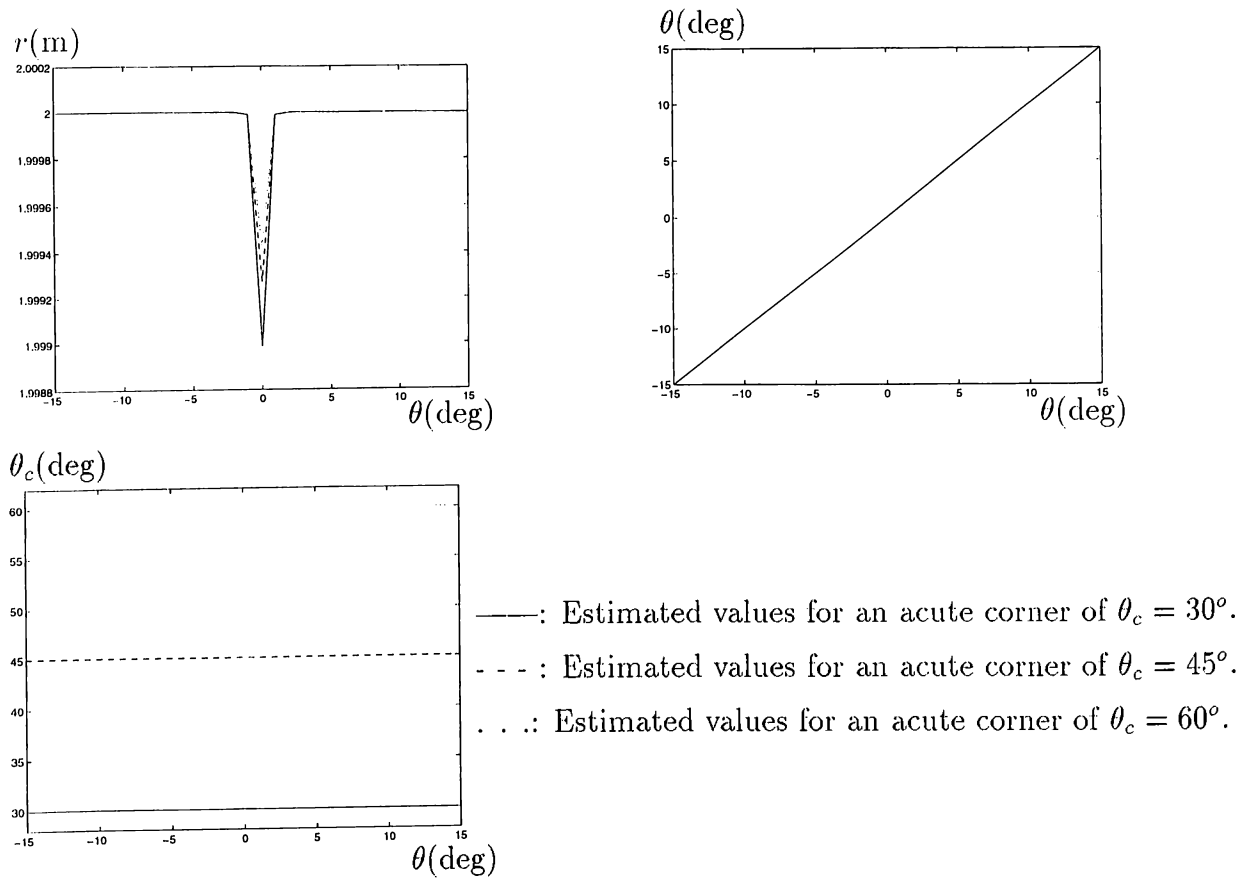 r(m)
2.0002
2
1.9998
1.9996
1.9994
1.9992
1.999
1.9988
-15 -10 -5 0 5 10 15
θ(deg)
θ(deg)
15
10
5
0
-5
-10
-15
-15 -10 -5 0 5 10 15
θ(deg)
θc(deg)
60
55
50
45
40
35
30
-15 -10 -5 0 5 10 15
θ(deg)
——: Estimated values for an acute corner of θc = 30°.
- - - : Estimated values for an acute corner of θc = 45°.
. . .: Estimated values for an acute corner of θc = 60°.